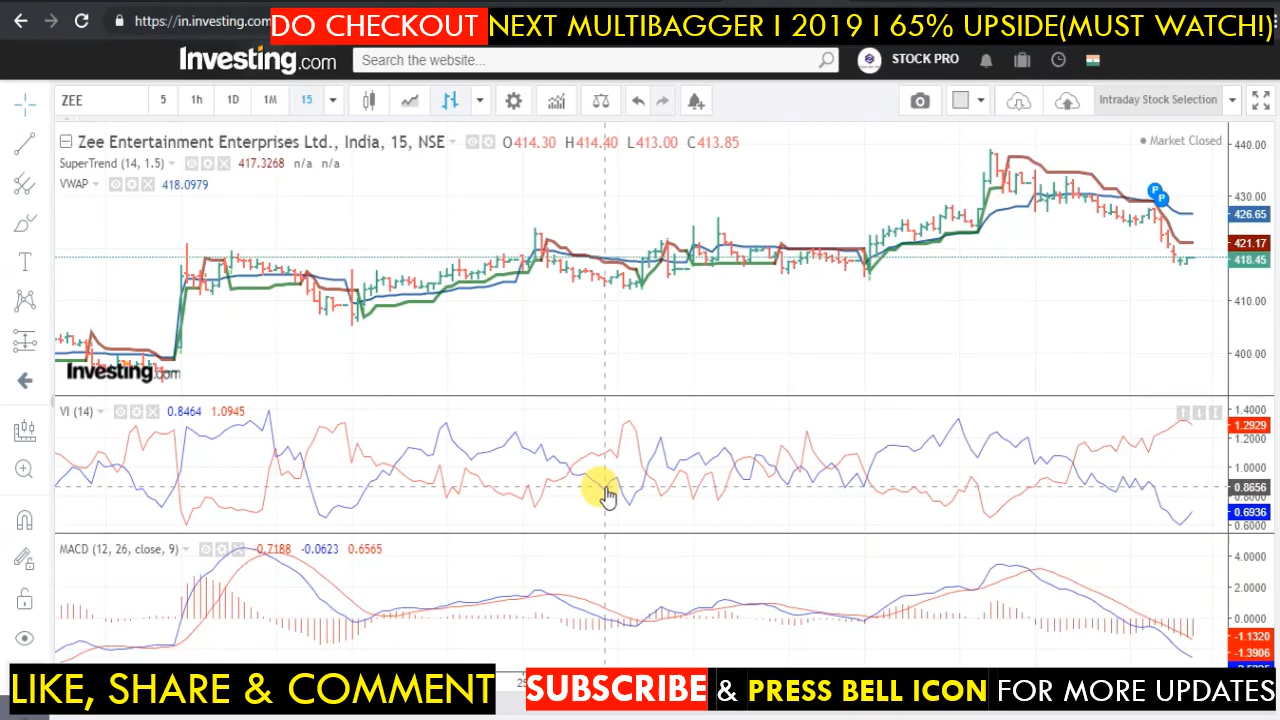 https://in.investing.com
DO CHECKOUT NEXT MULTIBAGGER I 2019 I 65% UPSIDE(MUST WATCH!)
Investing.com
Search the website...
STOCK PRO
ZEE
5
1h
1D
1M
15
Intraday Stock Selection
Zee Entertainment Enterprises Ltd., India, 15, NSE
O414.30 H414.40 L413.00 C413.85
Market Closed
SuperTrend (14, 1.5) 417.3268 n/a n/a
VWAP 418.0979
440.00
430.00
426.65
421.17
418.45
410.00
400.00
Investing.com
VI (14) 0.8464 1.0945
1.4000
1.2929
1.2000
1.0000
0.8656
0.8000
0.6936
0.6000
P
P
MACD (12, 26, close, 9) -0.7188 -0.0623 0.6565
4.0000
2.0000
0.0000
-1.1320
-1.3906
LIKE, SHARE & COMMENT
SUBSCRIBE & PRESS BELL ICON FOR MORE UPDATES